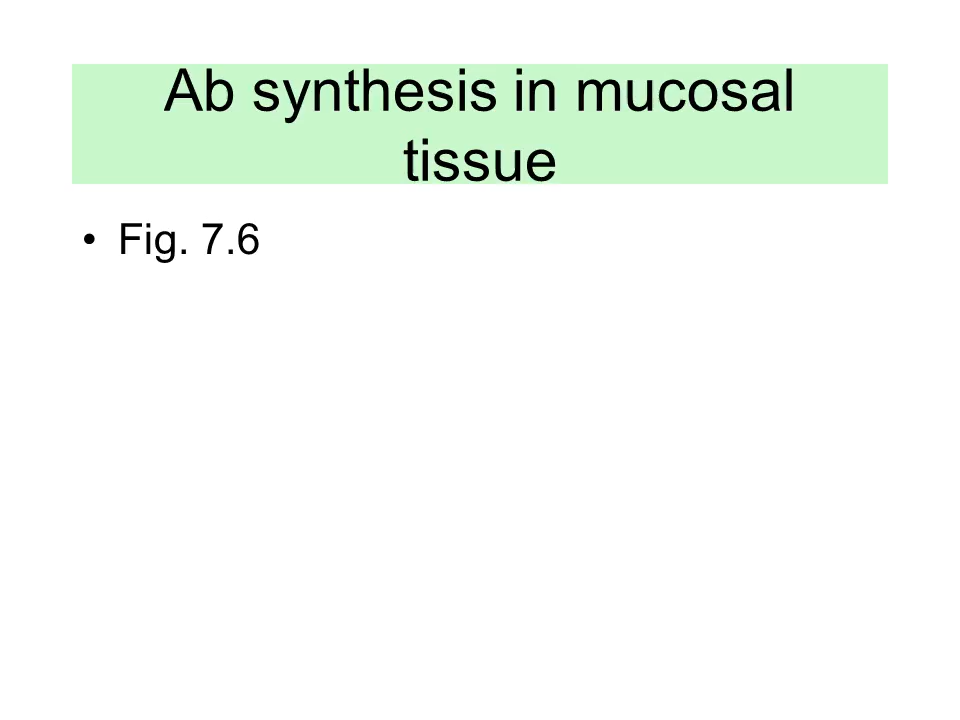 Ab synthesis in mucosal
tissue
• Fig. 7.6